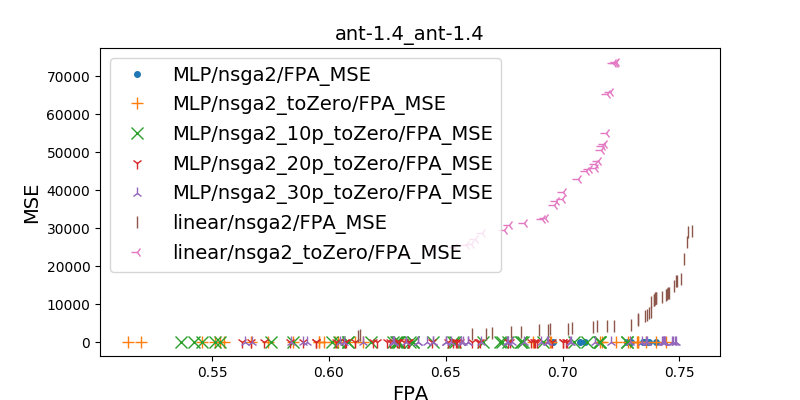 ant-1.4_ant-1.4
MSE
70000
60000
50000
40000
30000
20000
10000
0
MLP/nsga2/FPA_MSE
MLP/nsga2_toZero/FPA_MSE
MLP/nsga2_10p_toZero/FPA_MSE
MLP/nsga2_20p_toZero/FPA_MSE
MLP/nsga2_30p_toZero/FPA_MSE
linear/nsga2/FPA_MSE
linear/nsga2_toZero/FPA_MSE
0.55 0.60 0.65 0.70 0.75
FPA